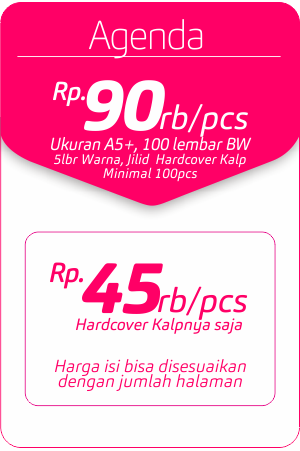 Agenda
Rp.90rb/pcs
Ukuran A5+, 100 lembar BW
5lbr Warna, Jilid Hardcover Kalp
Minimal 100pcs
Rp.45rb/pcs
Hardcover Kalpnya saja
Harga isi bisa disesuaikan
dengan jumlah halaman